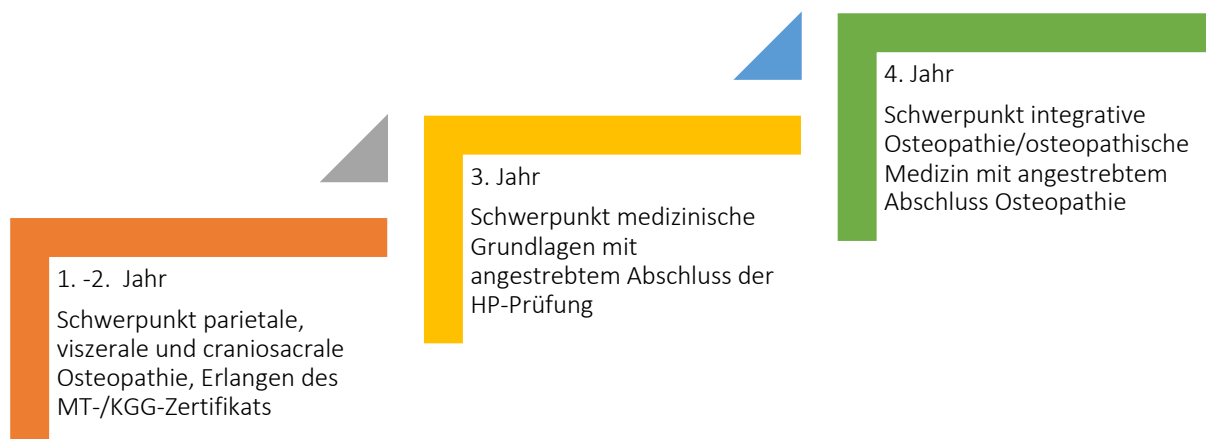 1. -2. Jahr
Schwerpunkt parietale,
viszerale und craniosacrale
Osteopathie, Erlangen des
MT-/KGG-Zertifikats
3. Jahr
Schwerpunkt medizinische
Grundlagen mit
angestrebtem Abschluss der
HP-Prüfung
4. Jahr
Schwerpunkt integrative
Osteopathie/osteopathische
Medizin mit angestrebtem
Abschluss Osteopathie